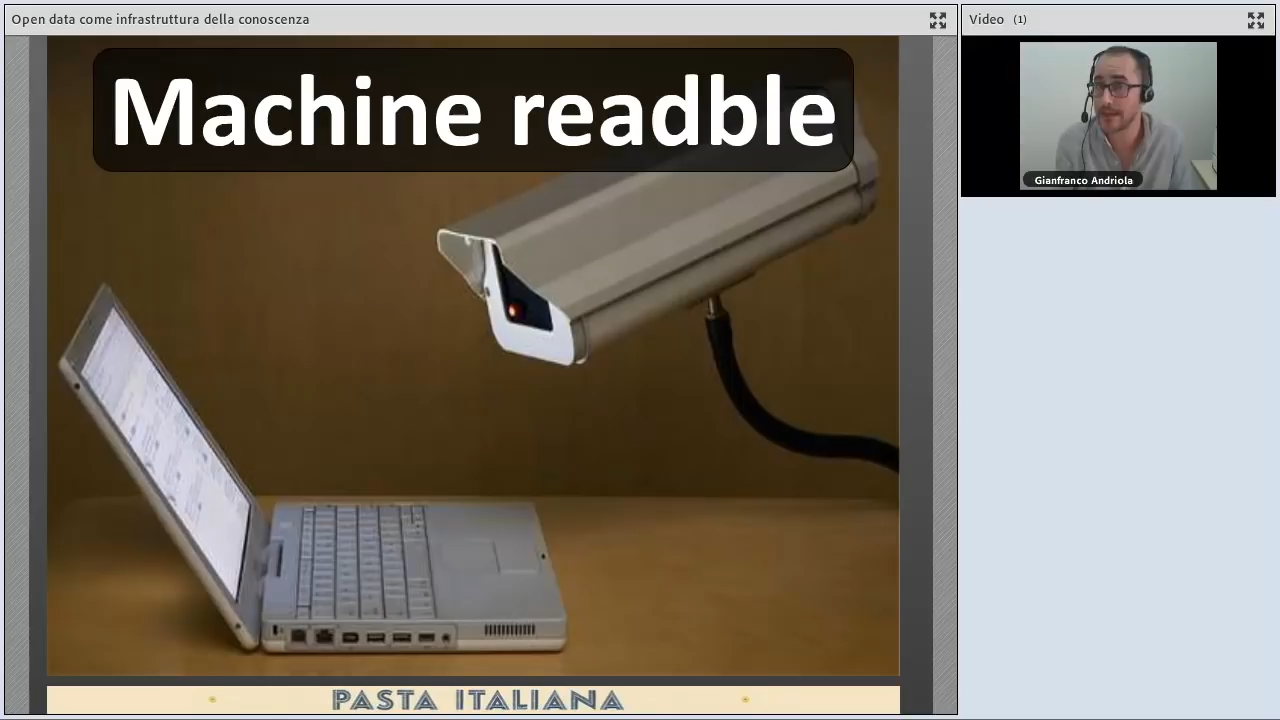 Open data come infrastruttura della conoscenza
Video (1)
Machine readble
Gianfranco Andriola
PASTA ITALIANA